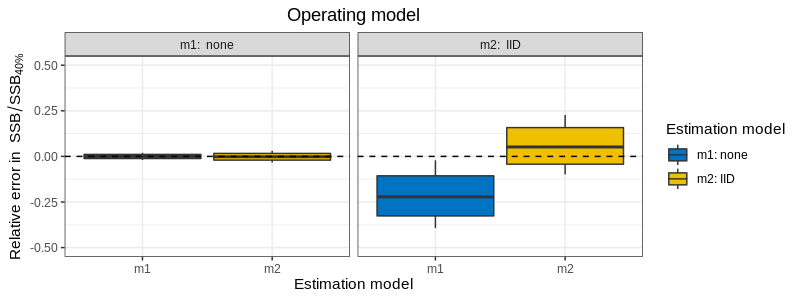 Operating model
m1: none
m2: IID
Relative error in SSB/SSB40%
0.50
0.25
0.00
-0.25
-0.50
m1
m2
m1
m2
Estimation model
Estimation model
m1: none
m2: IID